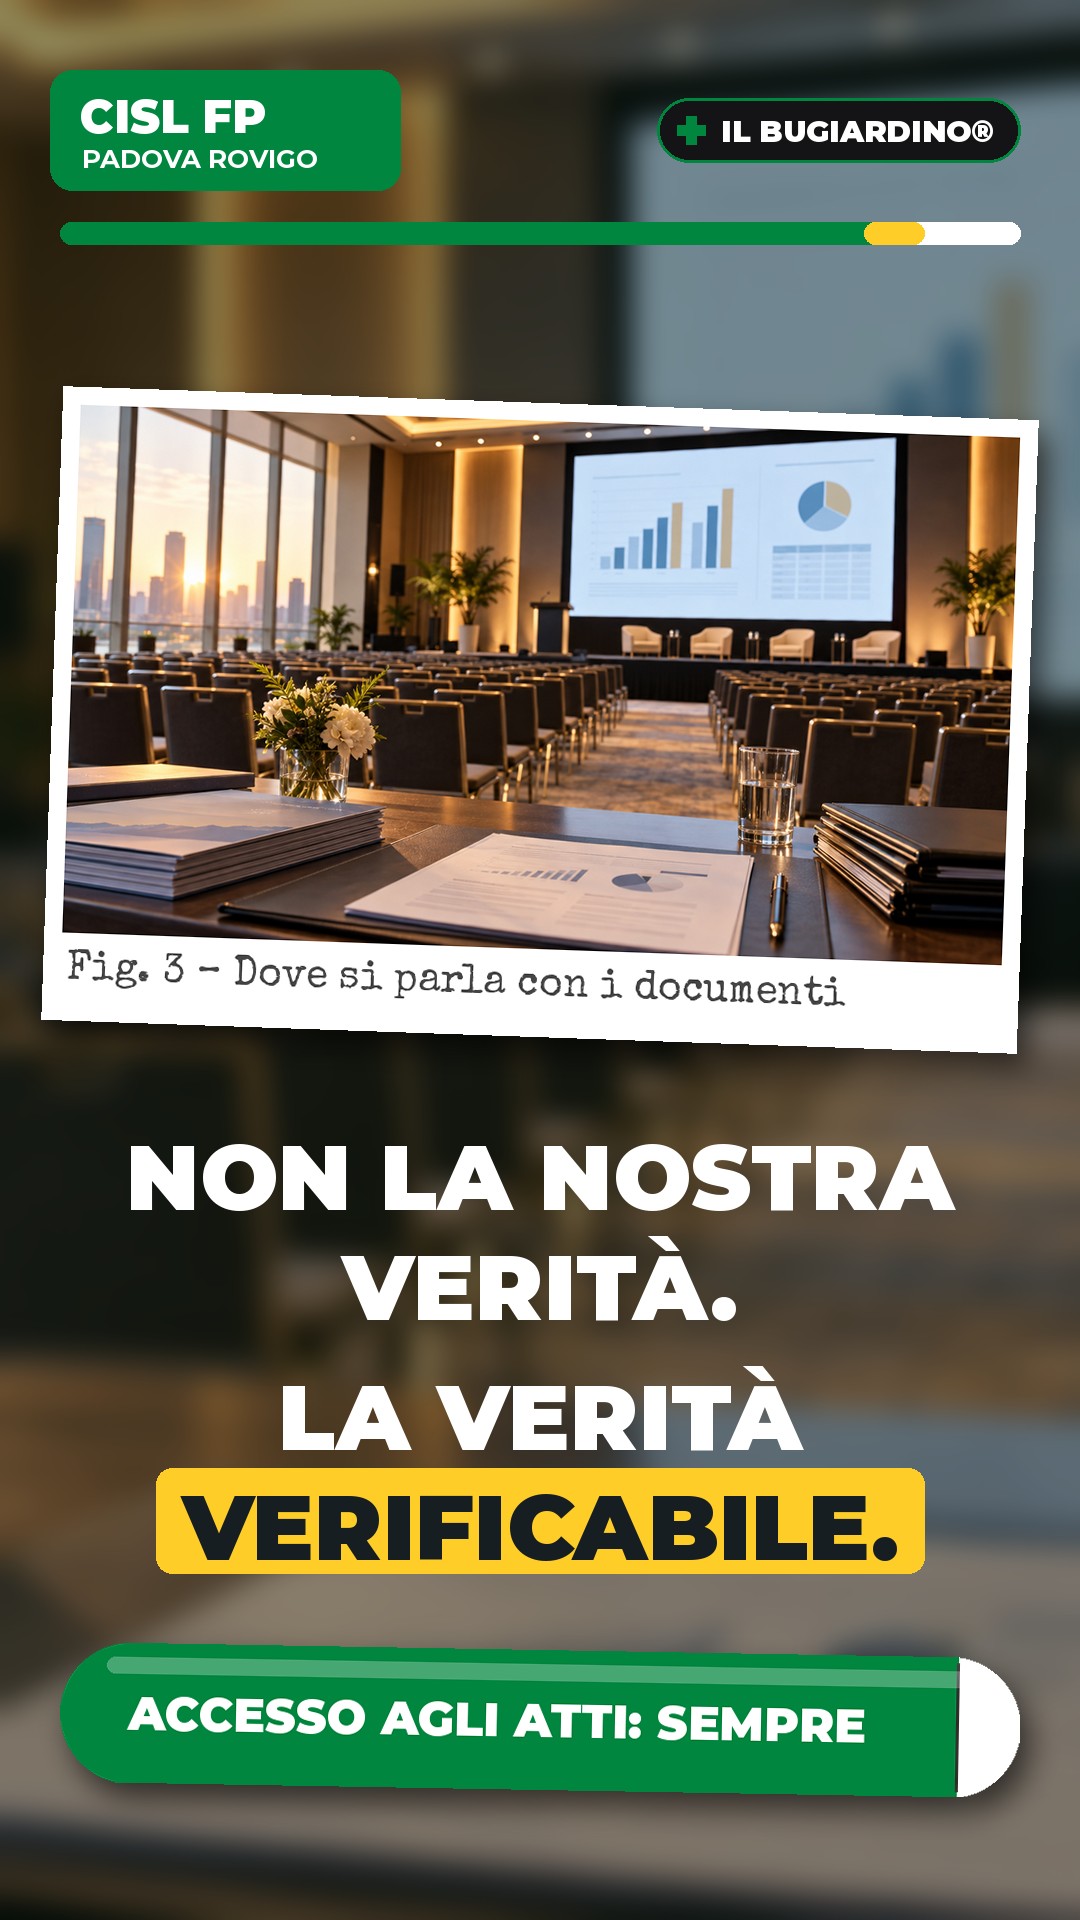 CISL FP
PADOVA ROVIGO
IL BUGIARDINO®
Fig. 3 – Dove si parla con i documenti
NON LA NOSTRA
VERITÀ.
LA VERITÀ
VERIFICABILE.
ACCESSO AGLI ATTI: SEMPRE